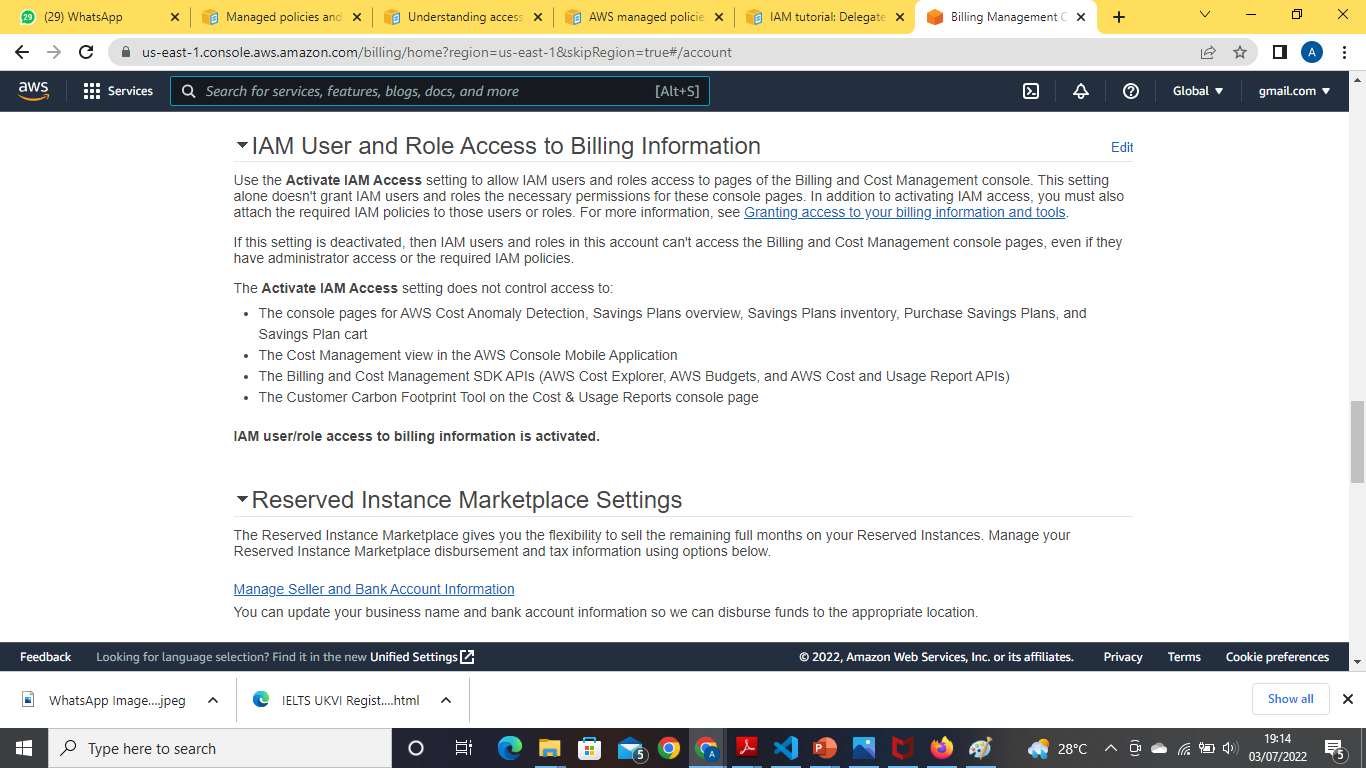 (29) WhatsApp
Managed policies and
Understanding access
AWS managed policie
IAM tutorial: Delegate
Billing Management C
us-east-1.console.aws.amazon.com/billing/home?region=us-east-1&skipRegion=true#/account
A
aws
Services
Search for services, features, blogs, docs, and more
[Alt+S]
Global
gmail.com
IAM User and Role Access to Billing Information
Edit
Use the Activate IAM Access setting to allow IAM users and roles access to pages of the Billing and Cost Management console. This setting
alone doesn't grant IAM users and roles the necessary permissions for these console pages. In addition to activating IAM access, you must also
attach the required IAM policies to those users or roles. For more information, see Granting access to your billing information and tools.
If this setting is deactivated, then IAM users and roles in this account can't access the Billing and Cost Management console pages, even if they
have administrator access or the required IAM policies.
The Activate IAM Access setting does not control access to:
• The console pages for AWS Cost Anomaly Detection, Savings Plans overview, Savings Plans inventory, Purchase Savings Plans, and
Savings Plan cart
• The Cost Management view in the AWS Console Mobile Application
• The Billing and Cost Management SDK APIs (AWS Cost Explorer, AWS Budgets, and AWS Cost and Usage Report APIs)
• The Customer Carbon Footprint Tool on the Cost & Usage Reports console page
IAM user/role access to billing information is activated.
Reserved Instance Marketplace Settings
The Reserved Instance Marketplace gives you the flexibility to sell the remaining full months on your Reserved Instances. Manage your
Reserved Instance Marketplace disbursement and tax information using options below.
Manage Seller and Bank Account Information
You can update your business name and bank account information so we can disburse funds to the appropriate location.
Feedback
Looking for language selection? Find it in the new Unified Settings
© 2022, Amazon Web Services, Inc. or its affiliates.
Privacy
Terms
Cookie preferences
WhatsApp Image....jpeg
IELTS UKVI Regist....html
Show all
Type here to search
5
28°C
19:14
03/07/2022
5